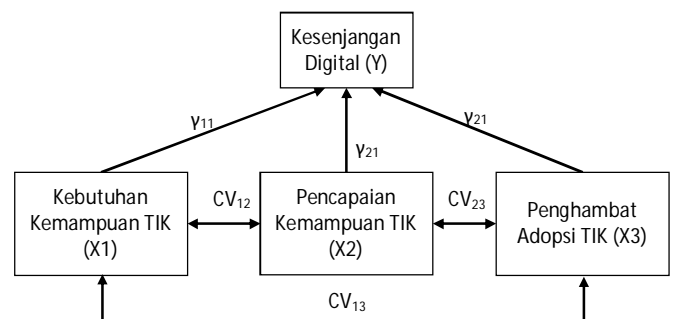 Kesenjangan
Digital (Y)
γ11
γ21
γ21
Kebutuhan
Kemampuan TIK
(X1)
CV12
Pencapaian
Kemampuan TIK
(X2)
CV23
Penghambat
Adopsi TIK (X3)
CV13